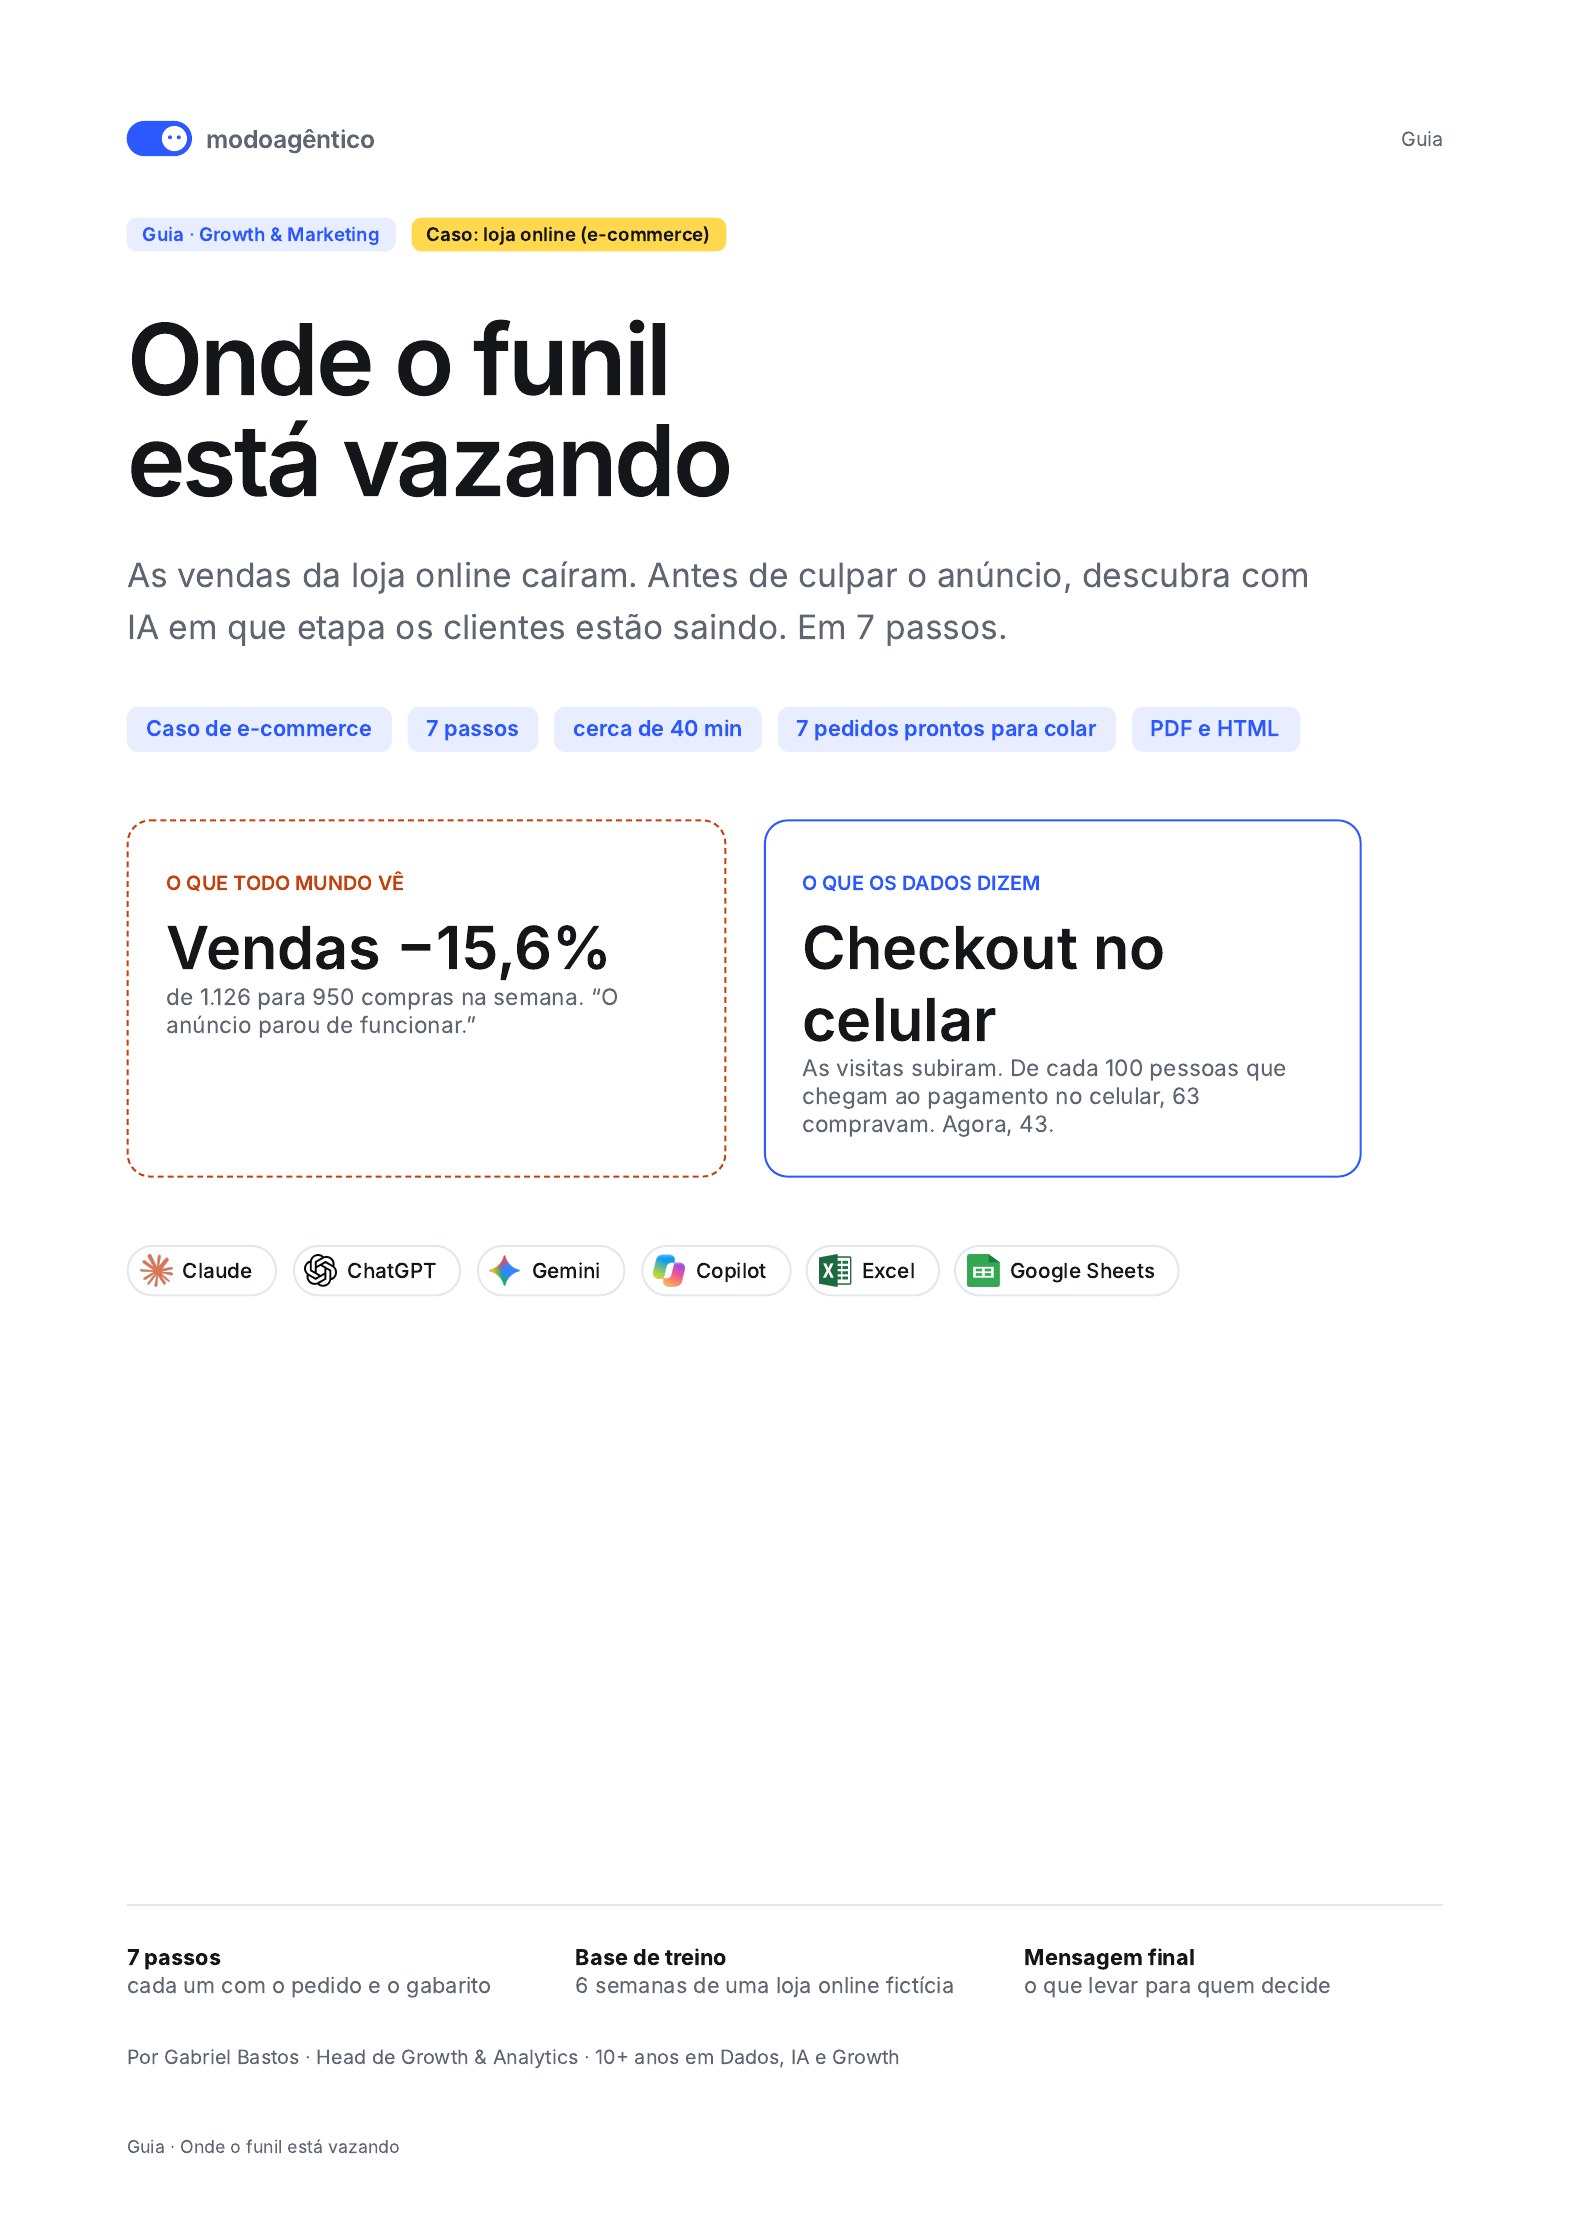 modoagêntico
Guia
Guia · Growth & Marketing
Caso: loja online (e-commerce)
Onde o funil
está vazando
As vendas da loja online caíram. Antes de culpar o anúncio, descubra com
IA em que etapa os clientes estão saindo. Em 7 passos.
Caso de e-commerce
7 passos
cerca de 40 min
7 pedidos prontos para colar
PDF e HTML
O QUE TODO MUNDO VÊ
Vendas −15,6%
de 1.126 para 950 compras na semana. “O
anúncio parou de funcionar.”
O QUE OS DADOS DIZEM
Checkout no
celular
As visitas subiram. De cada 100 pessoas que
chegam ao pagamento no celular, 63
compravam. Agora, 43.
Claude
ChatGPT
Gemini
Copilot
Excel
Google Sheets
7 passos
cada um com o pedido e o gabarito
Base de treino
6 semanas de uma loja online fictícia
Mensagem final
o que levar para quem decide
Por Gabriel Bastos · Head de Growth & Analytics · 10+ anos em Dados, IA e Growth
Guia · Onde o funil está vazando